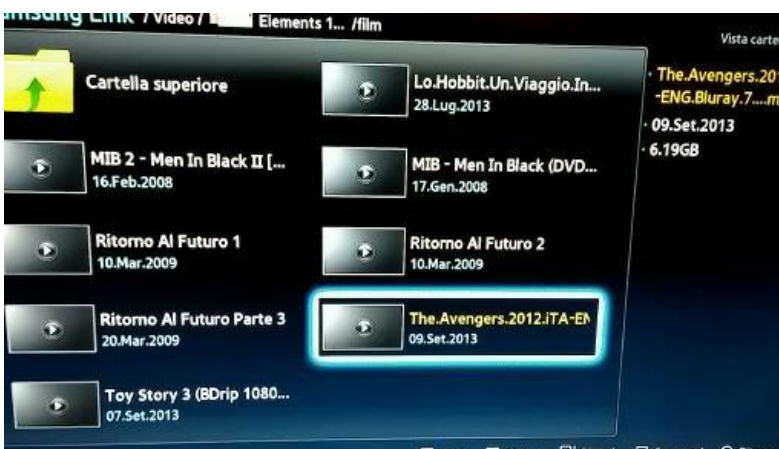 Link / Video / Elements 1... /film
Vista carte
Cartella superiore
Lo.Hobbit.Un.Viaggio.In...
28.Lug.2013
MIB 2 - Men In Black II [...
16.Feb.2008
MIB - Men In Black (DVD...
17.Gen.2008
Ritorno Al Futuro 1
10.Mar.2009
Ritorno Al Futuro 2
10.Mar.2009
Ritorno Al Futuro Parte 3
20.Mar.2009
The.Avengers.2012.iTA-EN
09.Set.2013
Toy Story 3 (BDrip 1080...
07.Set.2013
· The.Avengers.20
-ENG.Bluray.7....m
· 09.Set.2013
· 6.19GB